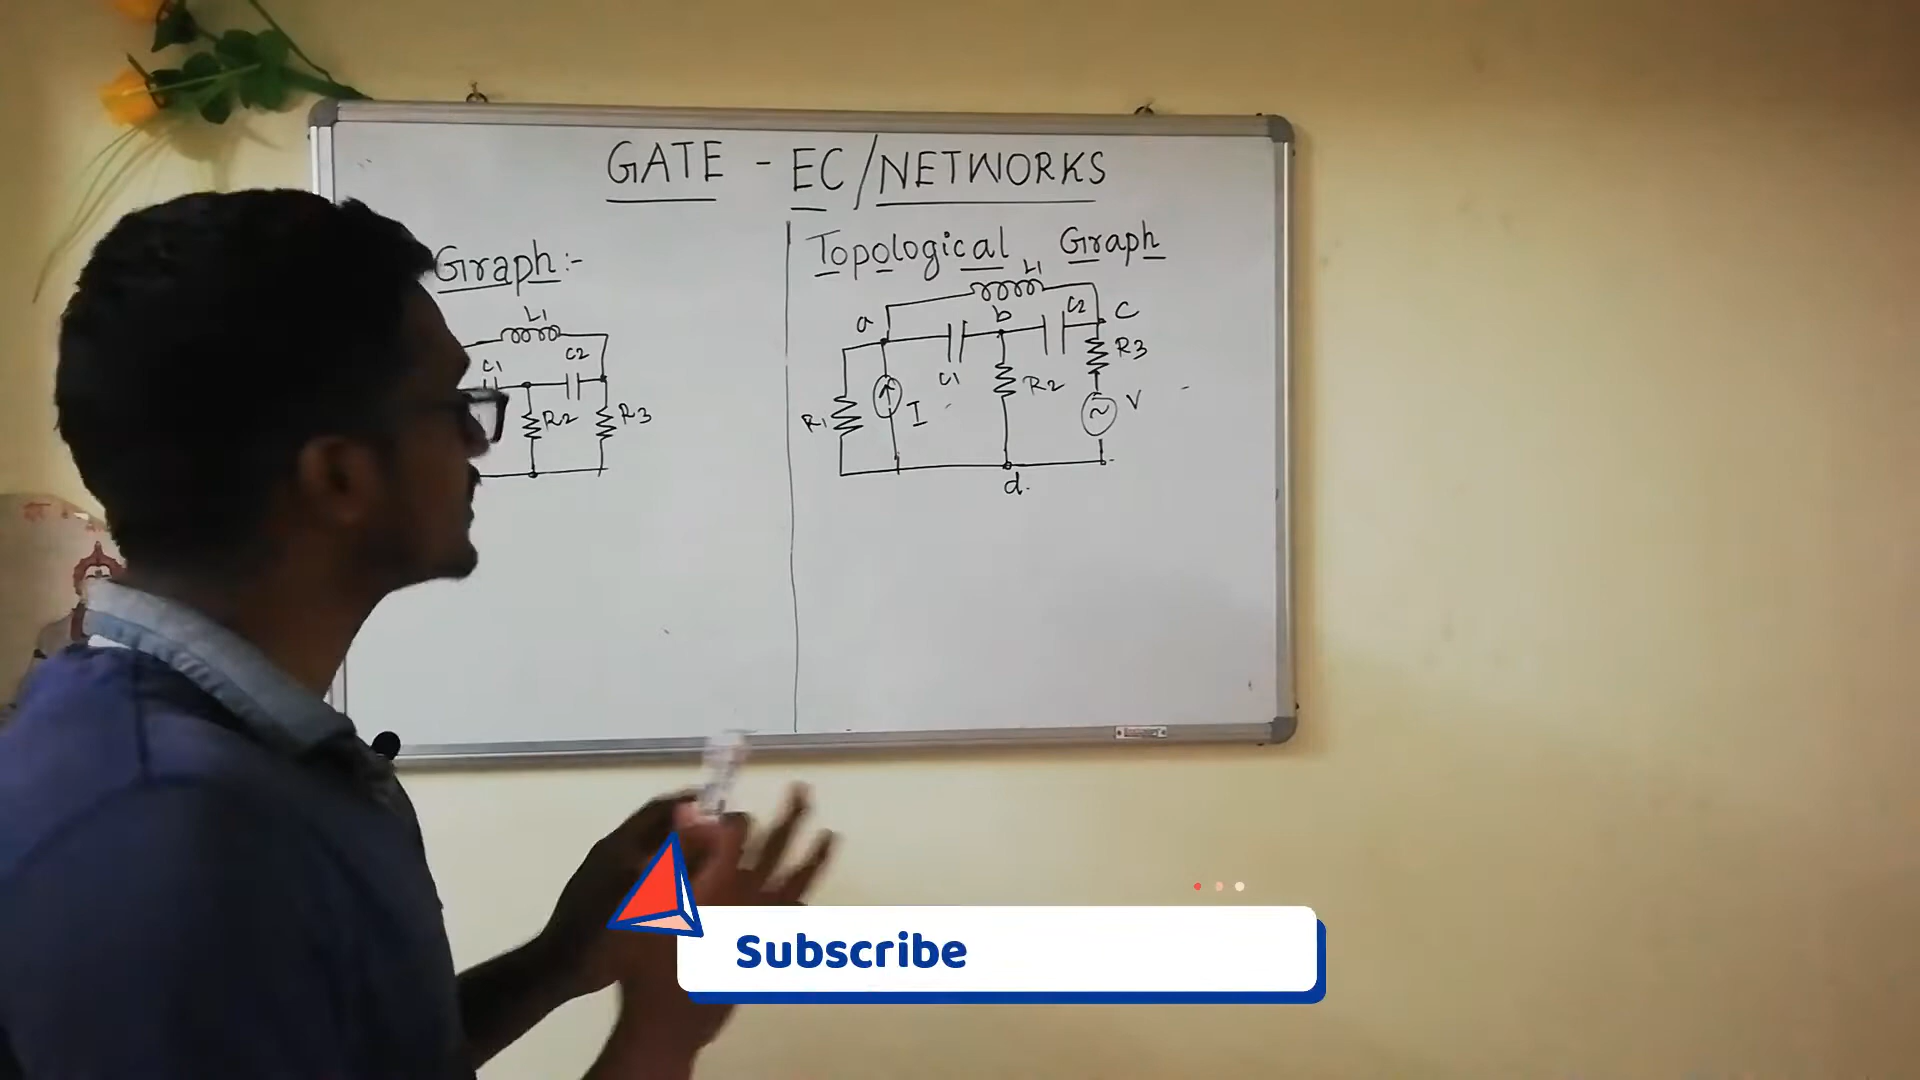 GATE - EC/NETWORKS
Graph:-
L1
C1
C2
R2
R3
Topological Graph
L1
a
b
C2
C
R3
C1
R2
R1
I
V
d.
Subscribe